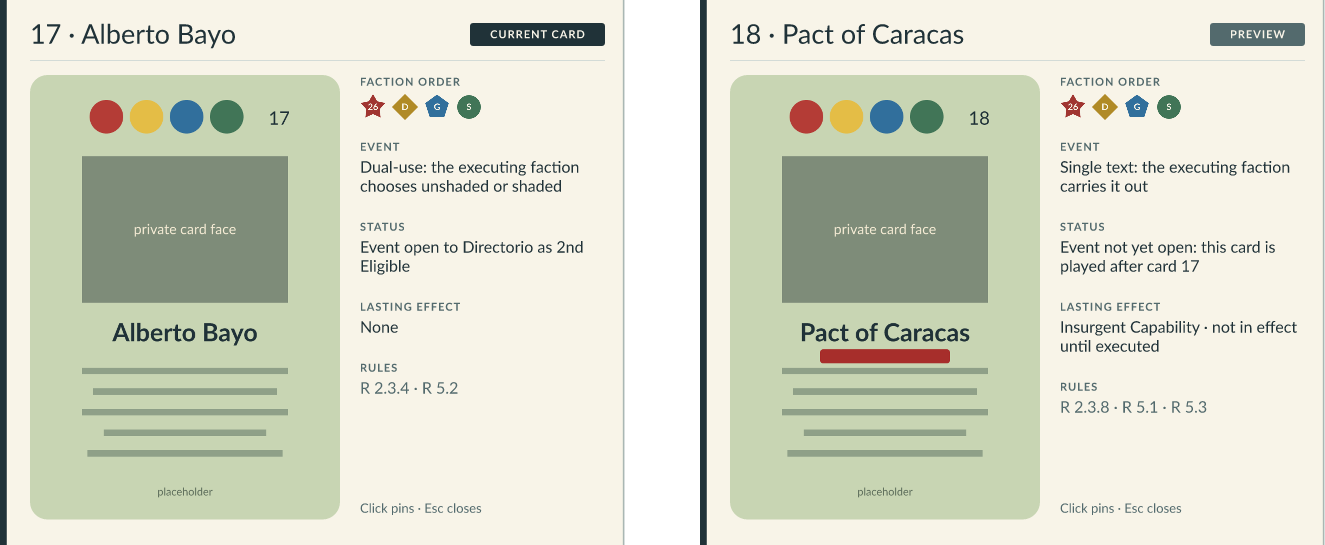 17 · Alberto Bayo
CURRENT CARD
17
private card face
Alberto Bayo
placeholder
FACTION ORDER
26 D G S
EVENT
Dual-use: the executing faction
chooses unshaded or shaded
STATUS
Event open to Directorio as 2nd
Eligible
LASTING EFFECT
None
RULES
R 2.3.4 · R 5.2
Click pins · Esc closes
18 · Pact of Caracas
PREVIEW
18
private card face
Pact of Caracas
placeholder
FACTION ORDER
26 D G S
EVENT
Single text: the executing faction
carries it out
STATUS
Event not yet open: this card is
played after card 17
LASTING EFFECT
Insurgent Capability · not in effect
until executed
RULES
R 2.3.8 · R 5.1 · R 5.3
Click pins · Esc closes